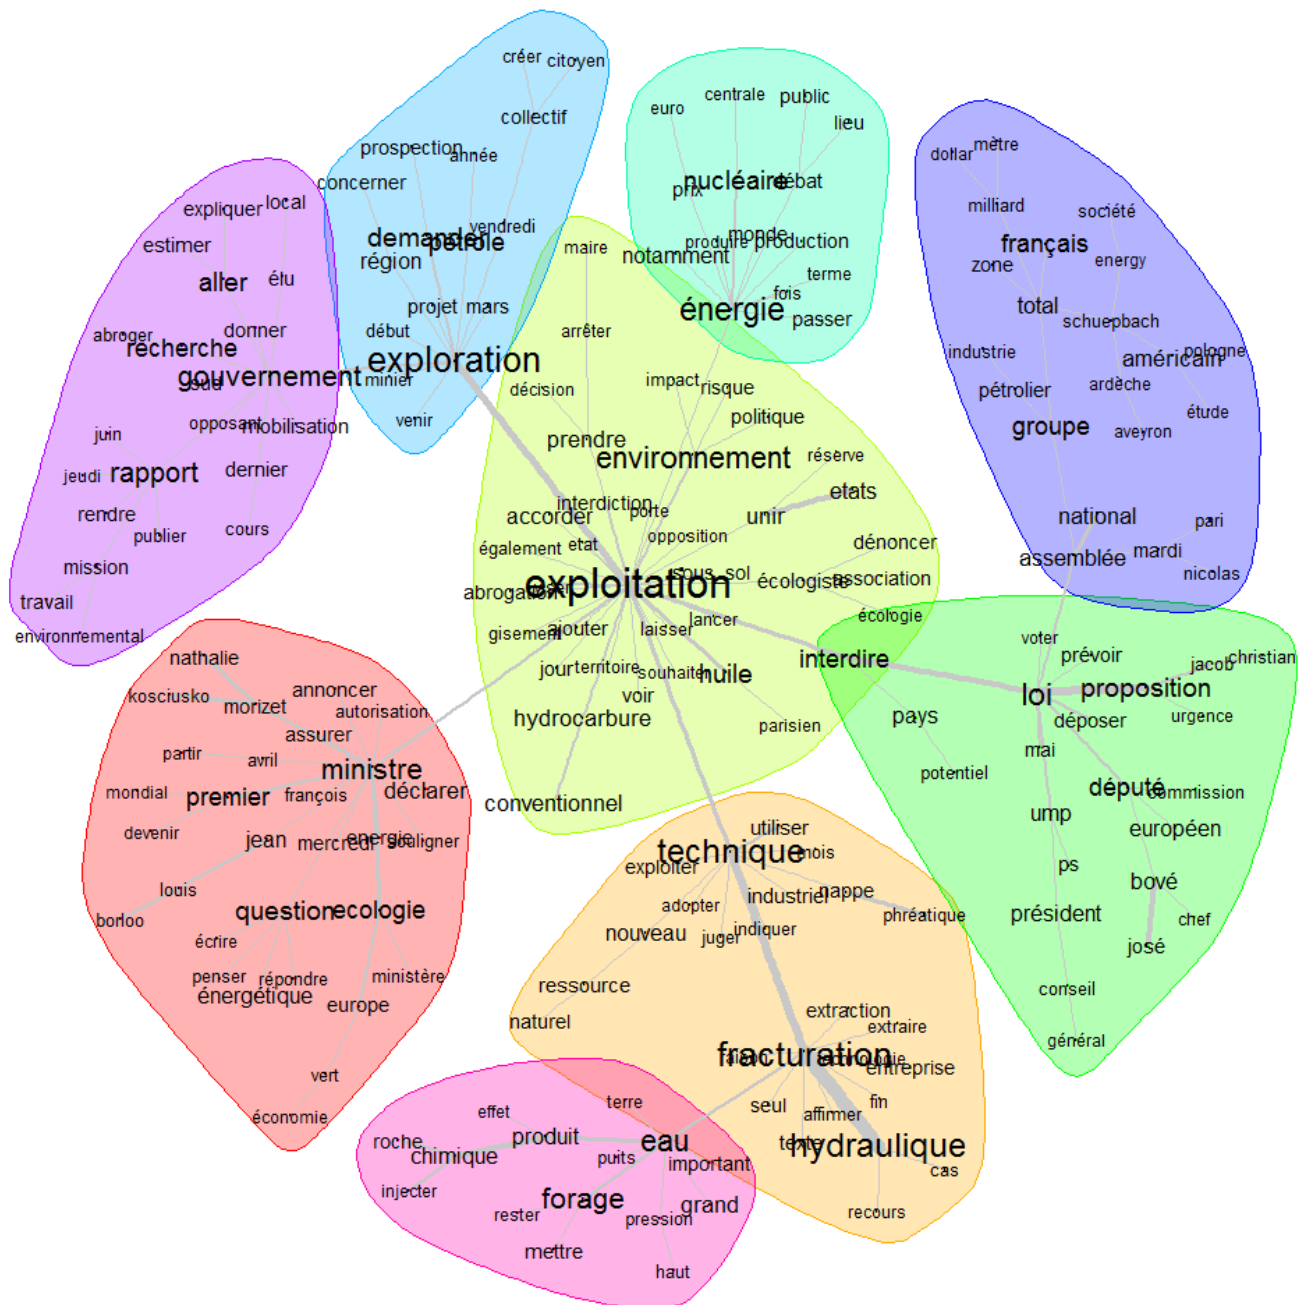 créer
citoyen
collectif
prospection
année
concerner
vendredi
demander
pétrole
région
projet
mars
début
exploration
minier
venir
euro
centrale
public
lieu
nucléaire
débat
prix
monde
produire
production
notamment
terme
fois
énergie
passer
dollar
mètre
milliard
société
français
energy
zone
total
schuepbach
industrie
américain
pologne
pétrolier
ardèche
étude
groupe
aveyron
national
pari
assemblée
mardi
nicolas
expliquer
local
estimer
aller
élu
abroger
donner
recherche
gouvernement
sud
opposant
mobilisation
juin
jeudi
rapport
dernier
rendre
publier
cours
mission
travail
environnemental
maire
arrêter
décision
impact
risque
politique
prendre
environnement
réserve
etats
interdiction
accorder
porte
unir
opposition
dénoncer
également
etat
sous_sol
exploitation
écologiste
association
abrogation
poser
écologie
gisement
ajouter
laisser
lancer
interdire
jour
territoire
souhaiter
huile
voir
hydrocarbure
parisien
conventionnel
voter
prévoir
jacob
christian
loi
proposition
urgence
pays
déposer
mai
potentiel
député
commission
ump
européen
ps
bové
président
chef
josé
conseil
général
nathalie
kosciusko
morizet
annoncer
autorisation
assurer
partir
avril
ministre
mondial
premier
françois
déclarer
devenir
jean
mercredi
energie
souligner
louis
borloo
question
ecologie
écrire
penser
répondre
ministère
énergétique
europe
vert
économie
utiliser
technique
mois
exploiter
industriel
nappe
adopter
phréatique
nouveau
juger
indiquer
ressource
naturel
extraction
extraire
fracturation
raison
technologie
entreprise
seul
affirmer
fin
texte
hydraulique
cas
recours
terre
effet
produit
eau
roche
chimique
puits
important
injecter
forage
grand
rester
pression
mettre
haut